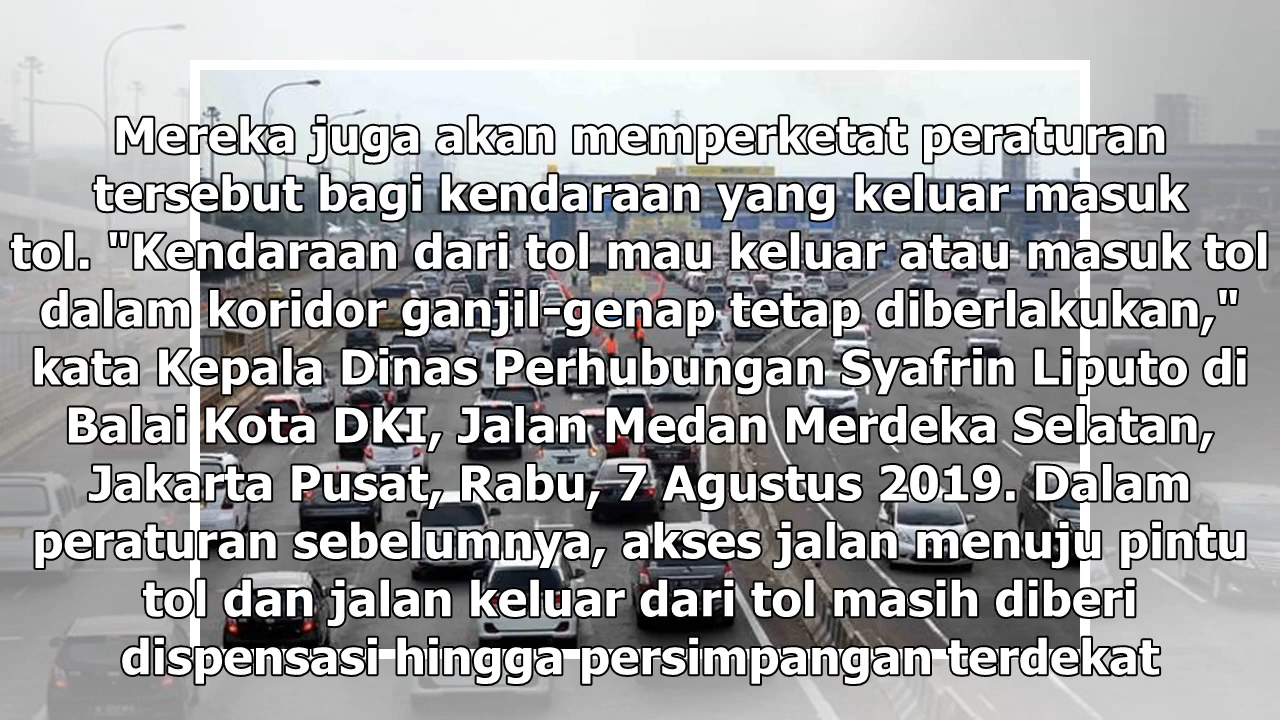 Mereka juga akan memperketat peraturan
tersebut bagi kendaraan yang keluar masuk
tol. "Kendaraan dari tol mau keluar atau masuk tol
dalam koridor ganjil-genap tetap diberlakukan,"
kata Kepala Dinas Perhubungan Syafrin Liputo di
Balai Kota DKI, Jalan Medan Merdeka Selatan,
Jakarta Pusat, Rabu, 7 Agustus 2019. Dalam
peraturan sebelumnya, akses jalan menuju pintu
tol dan jalan keluar dari tol masih diberi
dispensasi hingga persimpangan terdekat